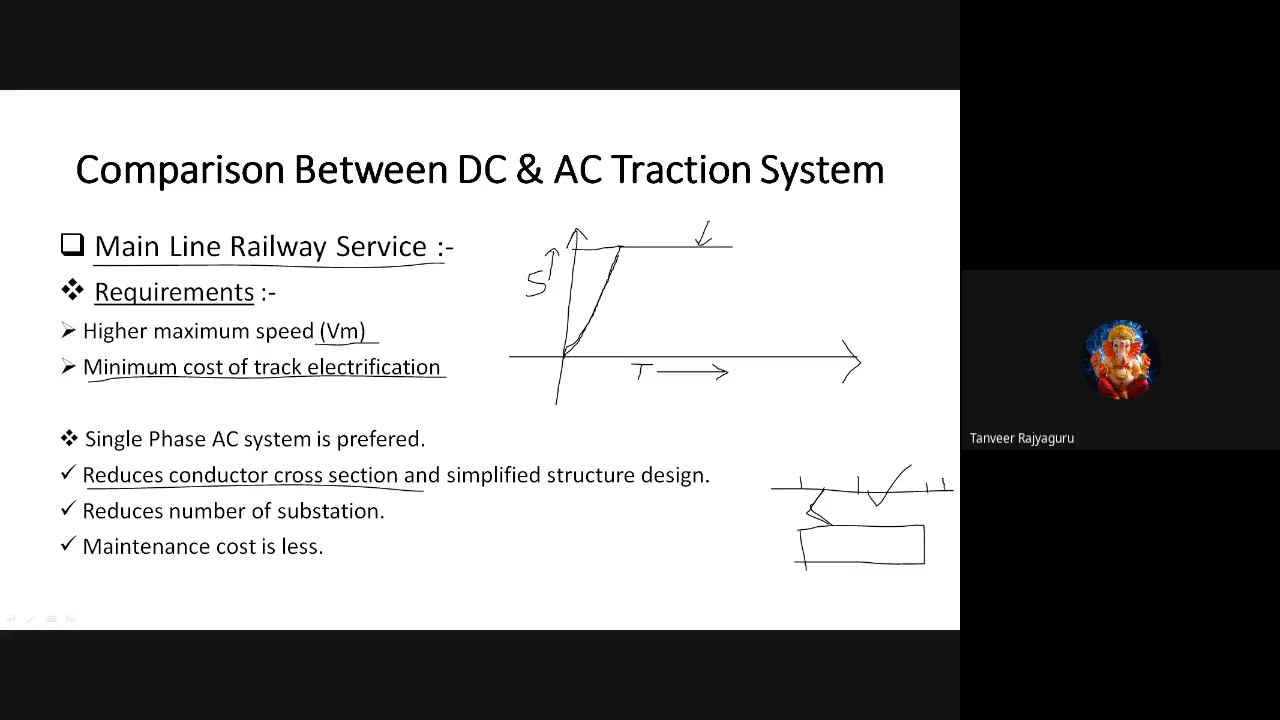 Comparison Between DC & AC Traction System
Main Line Railway Service :-
Requirements :-
Higher maximum speed (Vm)
Minimum cost of track electrification
S
T
Single Phase AC system is prefered.
Reduces conductor cross section and simplified structure design.
Reduces number of substation.
Maintenance cost is less.
Tanveer Rajyaguru